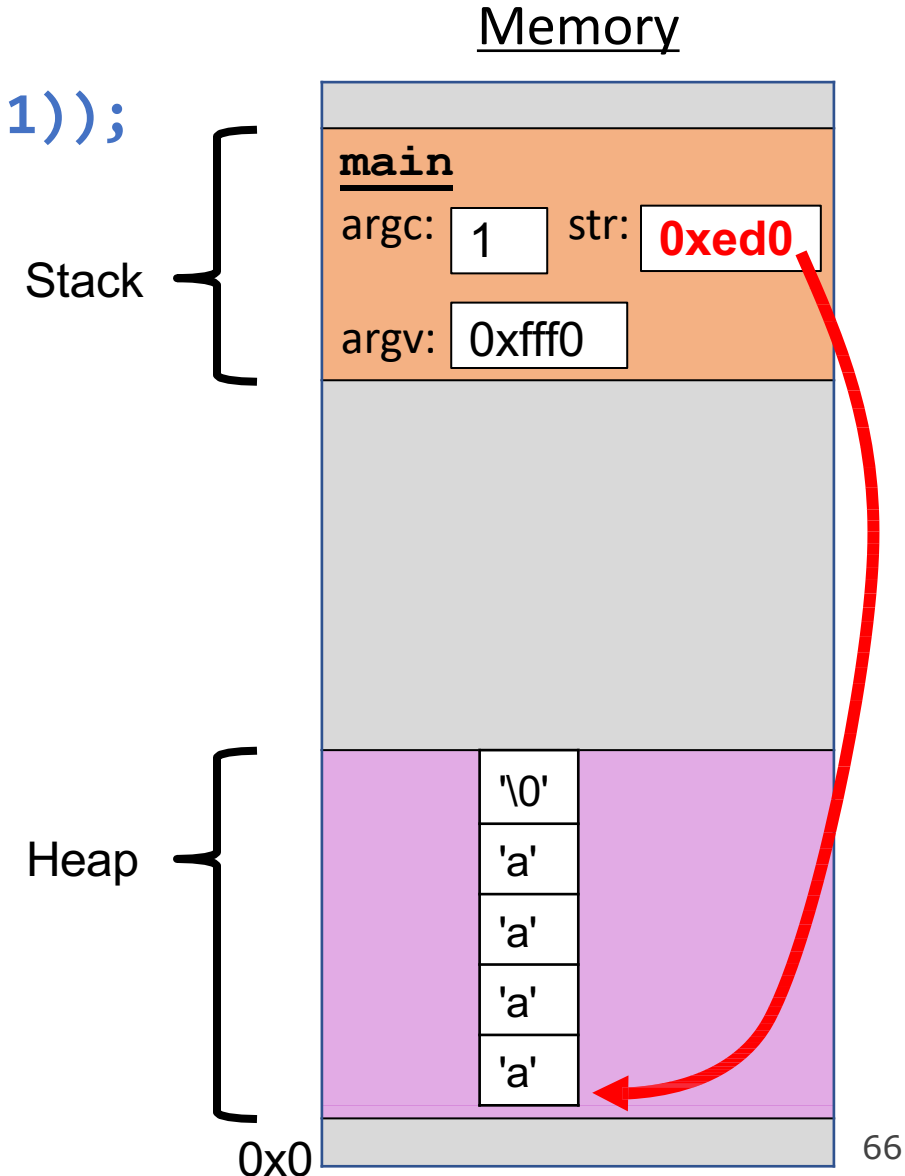 Memory
1));
main
argc: 1 str: 0xed0
Stack
argv: 0xfff0
'\0'
Heap
'a'
'a'
'a'
'a'
0x0
66